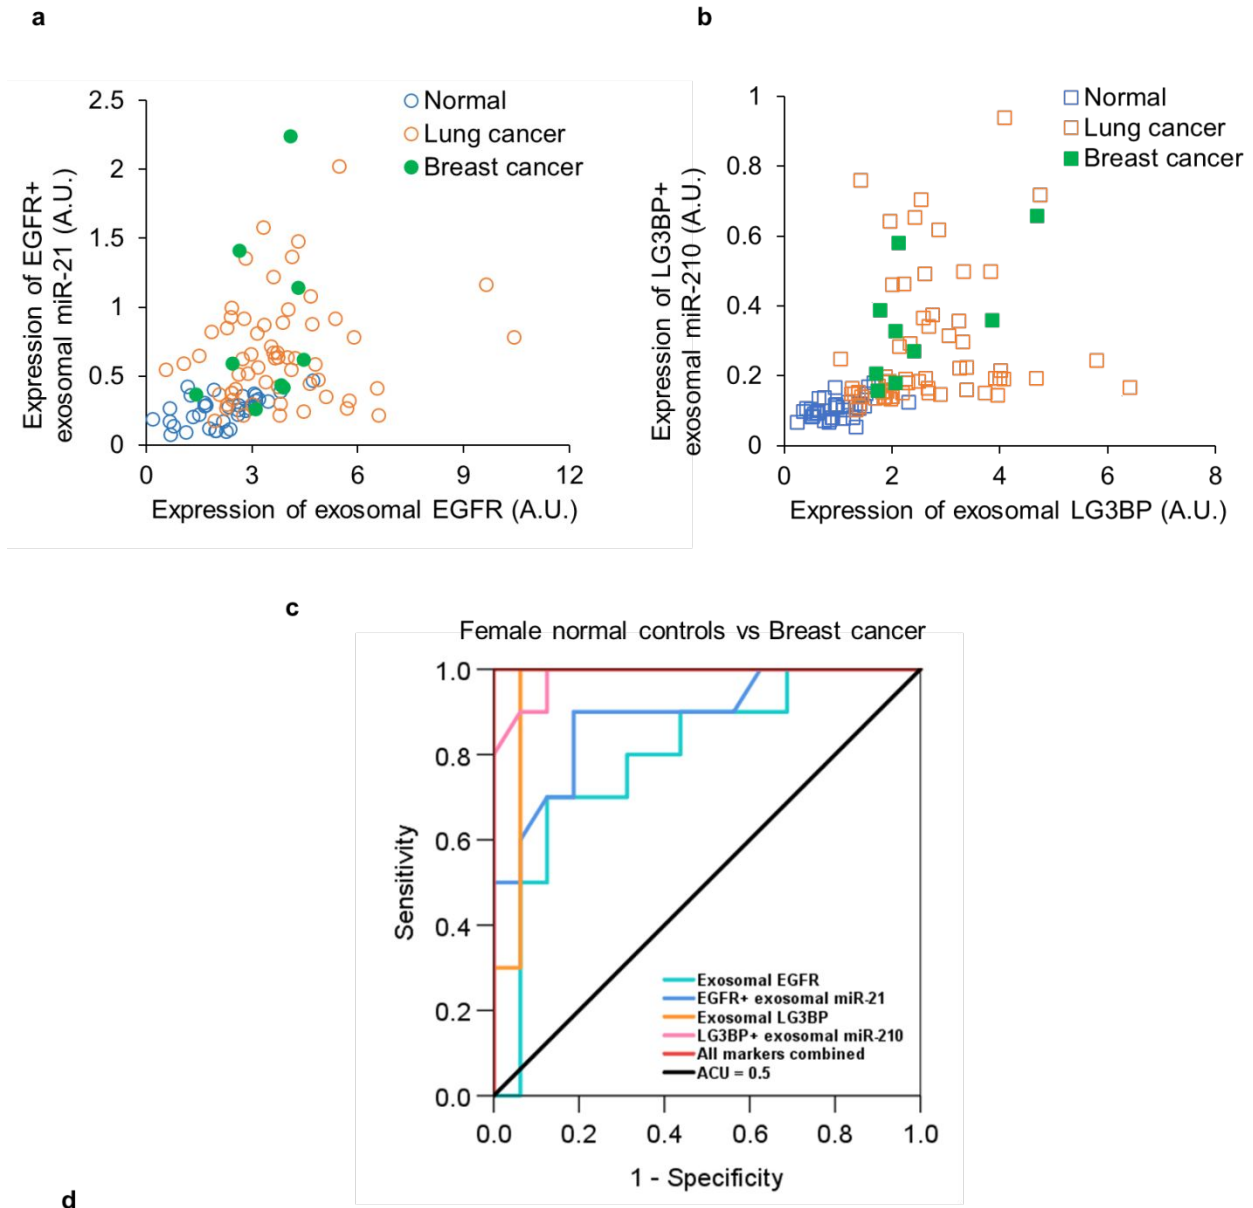 a
b
2.5
2
1.5
1
0.5
0
0
3
6
9
12
Normal
Lung cancer
Breast cancer
Expression of EGFR+
exosomal miR-21 (A.U.)
Expression of exosomal EGFR (A.U.)
1
0.8
0.6
0.4
0.2
0
0
2
4
6
8
Normal
Lung cancer
Breast cancer
Expression of LG3BP+
exosomal miR-210 (A.U.)
Expression of exosomal LG3BP (A.U.)
c
Female normal controls vs Breast cancer
1.0
0.8
0.6
0.4
0.2
0.0
Sensitivity
Exosomal EGFR
EGFR+ exosomal miR-21
Exosomal LG3BP
LG3BP+ exosomal miR-210
All markers combined
ACU = 0.5
0.0
0.2
0.4
0.6
0.8
1.0
1 - Specificity
d